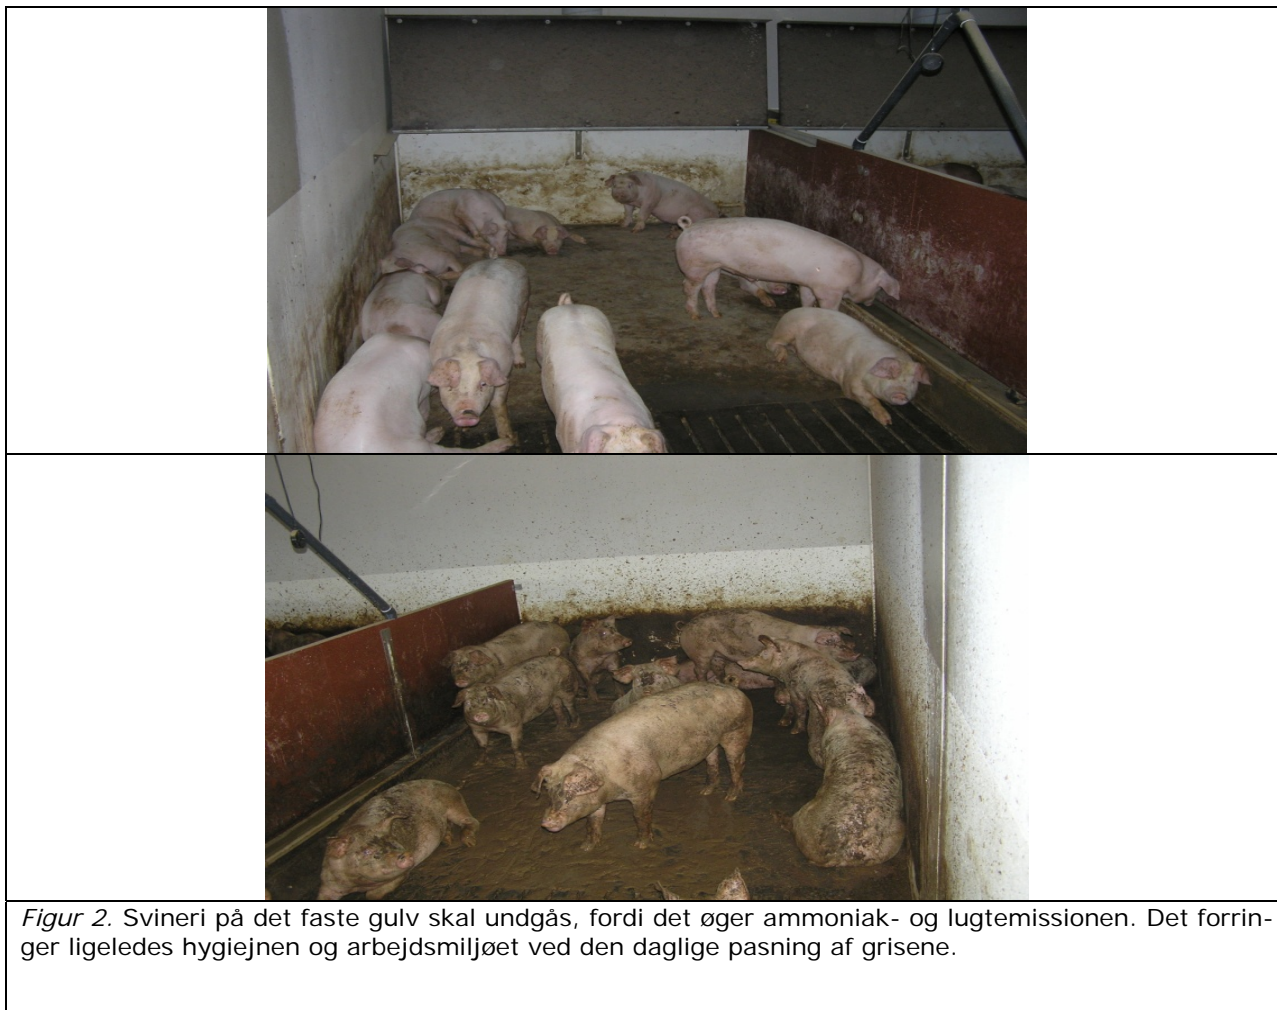 Figur 2. Svineri på det faste gulv skal undgås, fordi det øger ammoniak- og lugtemissionen. Det forrin-
ger ligeledes hygiejnen og arbejdsmiljøet ved den daglige pasning af grisene.